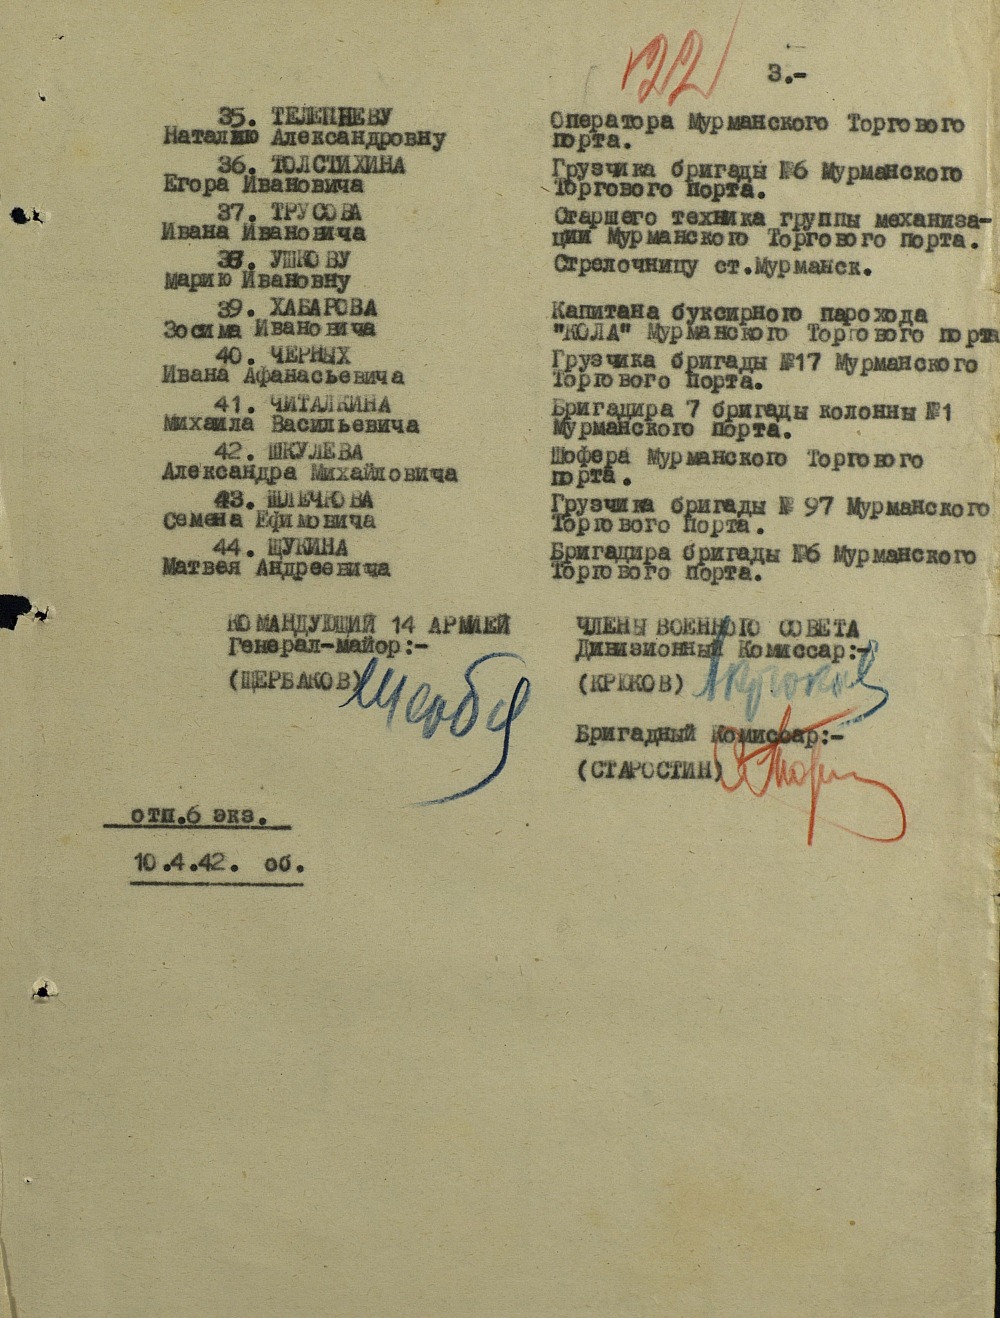 122
3.-
35. ТЕЛЕПНЕВУ
Наталию Александровну
Оператора Мурманского Торгового
порта.
36. ТОЛСТИХИНА
Егора Ивановича
Грузчика бригады №6 Мурманского
Торгового порта.
37. ТРУСОВА
Ивана Ивановича
Старшего техника группы механиза-
ции Мурманского Торгового порта.
38. УШКОВУ
Марию Ивановну
Стрелочницу ст.Мурманск.
39. ХАБАРОВА
Зосима Ивановича
Капитана буксирного парохода
"КОЛА" Мурманского Торгового порта
40. ЧЕРНЫХ
Ивана Афанасьевича
Грузчика бригады №17 Мурманского
Торгового Порта.
41. ЧИТАЛКИНА
Михаила Васильевича
Бригадира 7 бригады колонны №1
Мурманского порта.
42. ШКУЛЕВА
Александра Михайловича
Шофера Мурманского Торгового
порта.
43. ШЛЕЧКОВА
Семена Ефимовича
Грузчика бригады № 97 Мурманского
Торгового Порта.
44. ЩУКИНА
Матвея Андреевича
Бригадира бригады №6 Мурманского
Торгового порта.
КОМАНДУЮЩИЙ 14 АРМИЕЙ
Генерал-майор:-
(ЩЕРБАКОВ)
ЧЛЕНЫ ВОЕННОГО СОВЕТА
Дивизионный Комиссар:-
(КРЮКОВ) Крюков
Бригадный Комиссар:-
(СТАРОСТИН)
отп.6 экз.
10.4.42. об.